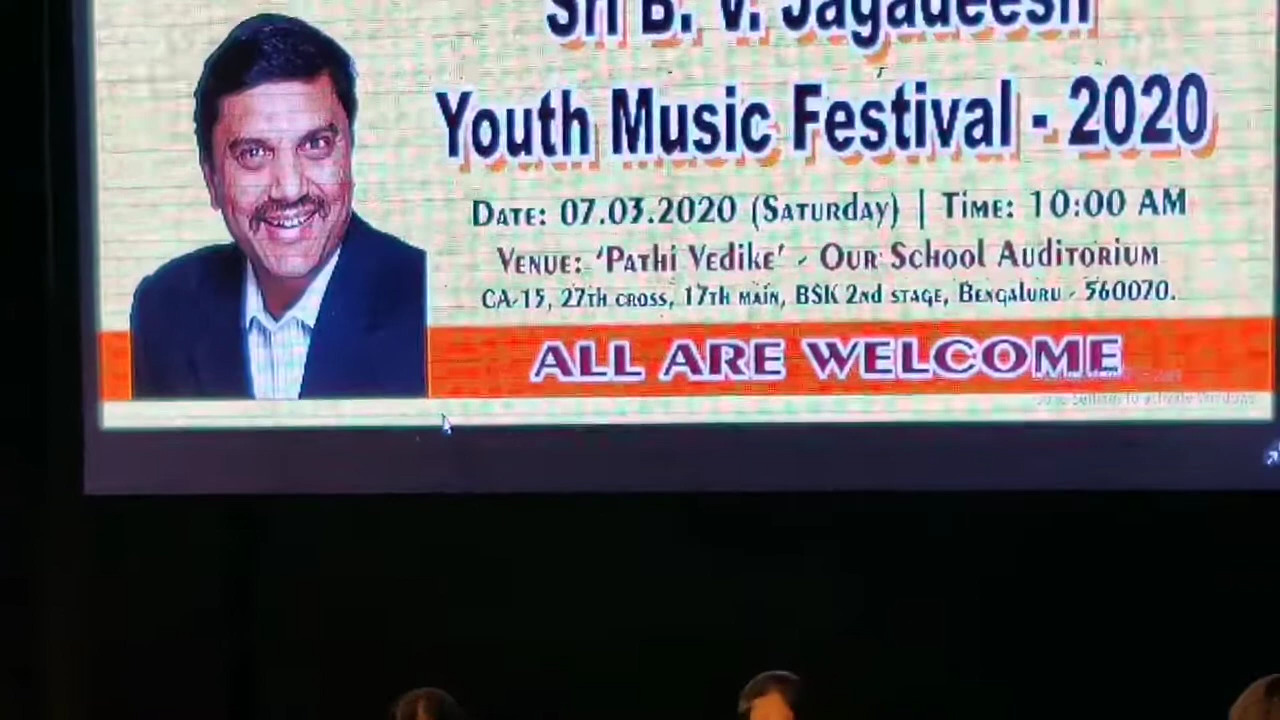 Sri B. V. Jagadeesh
Youth Music Festival - 2020
Date: 07.03.2020 (Saturday) | Time: 10:00 AM
Venue: 'Pathi Vedike' - Our School Auditorium
CA-15, 27th cross, 17th main, BSK 2nd stage, Bengaluru - 560070.
ALL ARE WELCOME